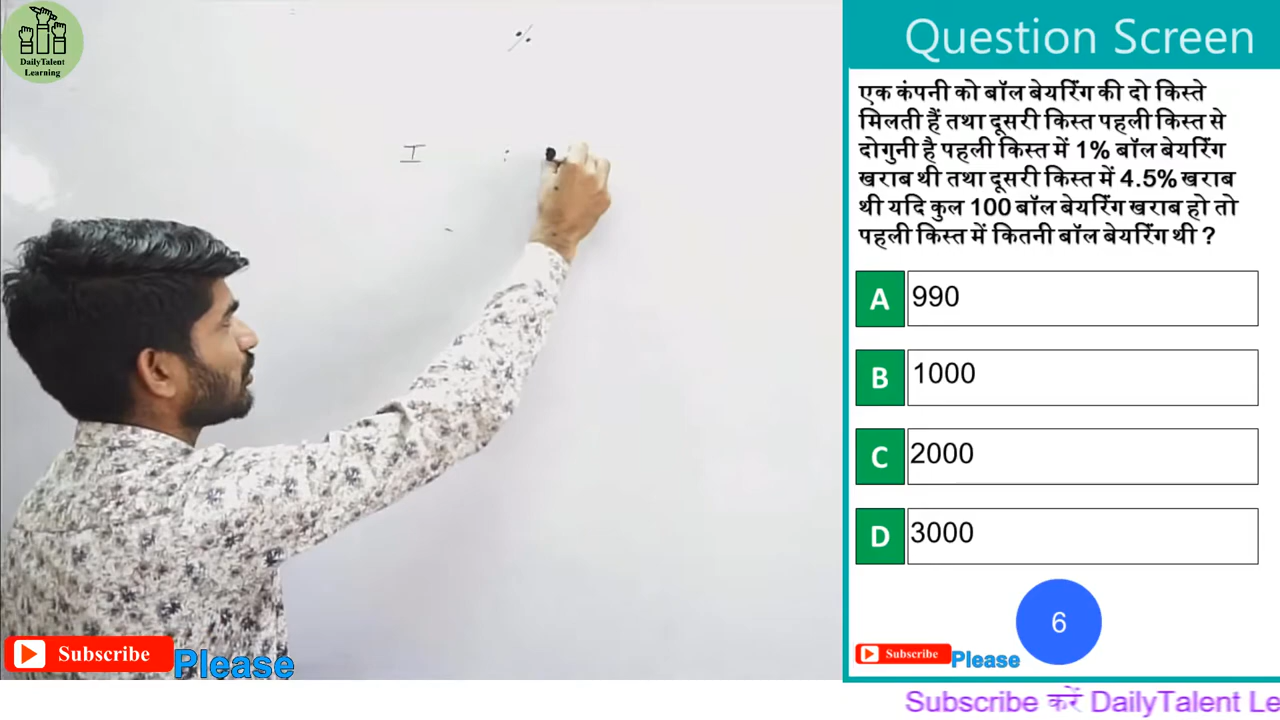 DailyTalent
Learning
%
I :
Question Screen
एक कंपनी को बॉल बेयरिंग की दो किस्ते
मिलती हैं तथा दूसरी किस्त पहली किस्त से
दोगुनी है पहली किस्त में 1% बॉल बेयरिंग
खराब थी तथा दूसरी किस्त में 4.5% खराब
थी यदि कुल 100 बॉल बेयरिंग खराब हो तो
पहली किस्त में कितनी बॉल बेयरिंग थी ?
A 990
B 1000
C 2000
D 3000
6
Subscribe Please
Subscribe Please
Subscribe करें DailyTalent Le